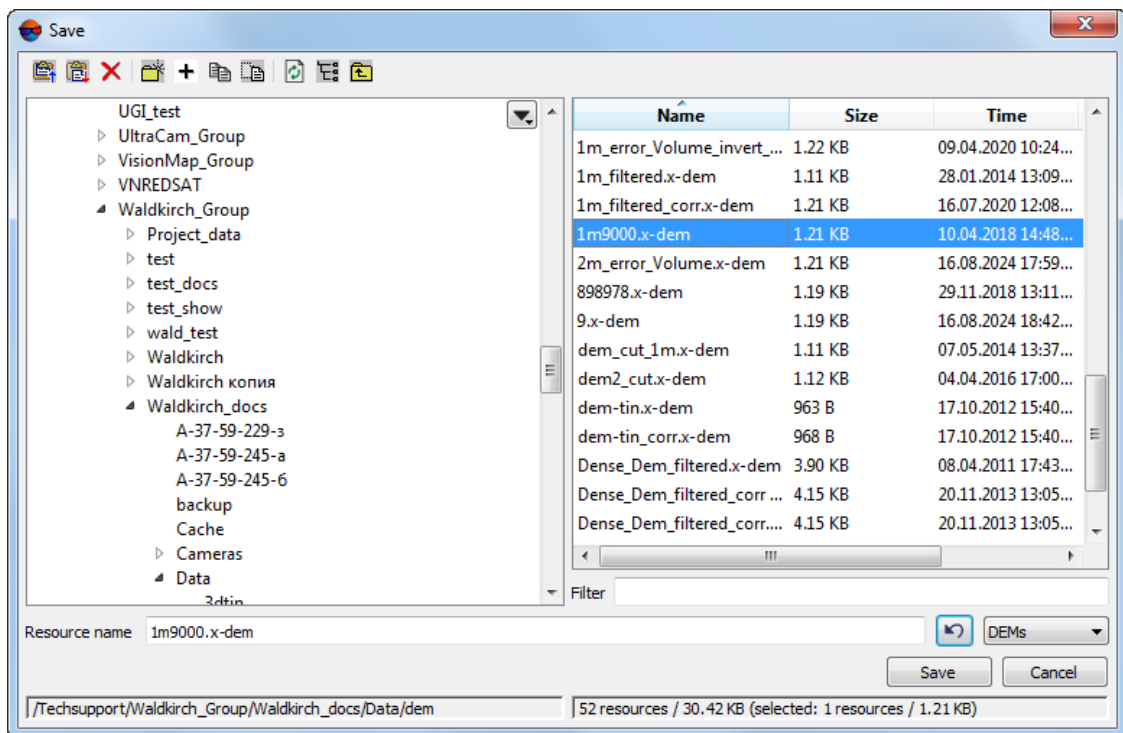 Save
UGI_test
UltraCam_Group
VisionMap_Group
VNREDSAT
Waldkirch_Group
Project_data
test
test_docs
test_show
wald_test
Waldkirch
Waldkirch копия
Waldkirch_docs
А-37-59-229-з
А-37-59-245-а
А-37-59-245-б
backup
Cache
Cameras
Data
3dtin
Name Size Time
1m_error_Volume_invert_... 1.22 KB 09.04.2020 10:24...
1m_filtered.x-dem 1.11 KB 28.01.2014 13:09...
1m_filtered_corr.x-dem 1.21 KB 16.07.2020 12:08...
1m9000.x-dem 1.21 KB 10.04.2018 14:48...
2m_error_Volume.x-dem 1.21 KB 16.08.2024 17:59...
898978.x-dem 1.19 KB 29.11.2018 13:11...
9.x-dem 1.19 KB 16.08.2024 18:42...
dem_cut_1m.x-dem 1.11 KB 07.05.2014 13:37...
dem2_cut.x-dem 1.12 KB 04.04.2016 17:00...
dem-tin.x-dem 963 B 17.10.2012 15:40...
dem-tin_corr.x-dem 968 B 17.10.2012 15:40...
Dense_Dem_filtered.x-dem 3.90 KB 08.04.2011 17:43...
Dense_Dem_filtered_corr ... 4.15 KB 20.11.2013 13:05...
Dense_Dem_filtered_corr.... 4.15 KB 20.11.2013 13:05...
Filter
Resource name 1m9000.x-dem DEMs
Save Cancel
/Techsupport/Waldkirch_Group/Waldkirch_docs/Data/dem 52 resources / 30.42 KB (selected: 1 resources / 1.21 KB)